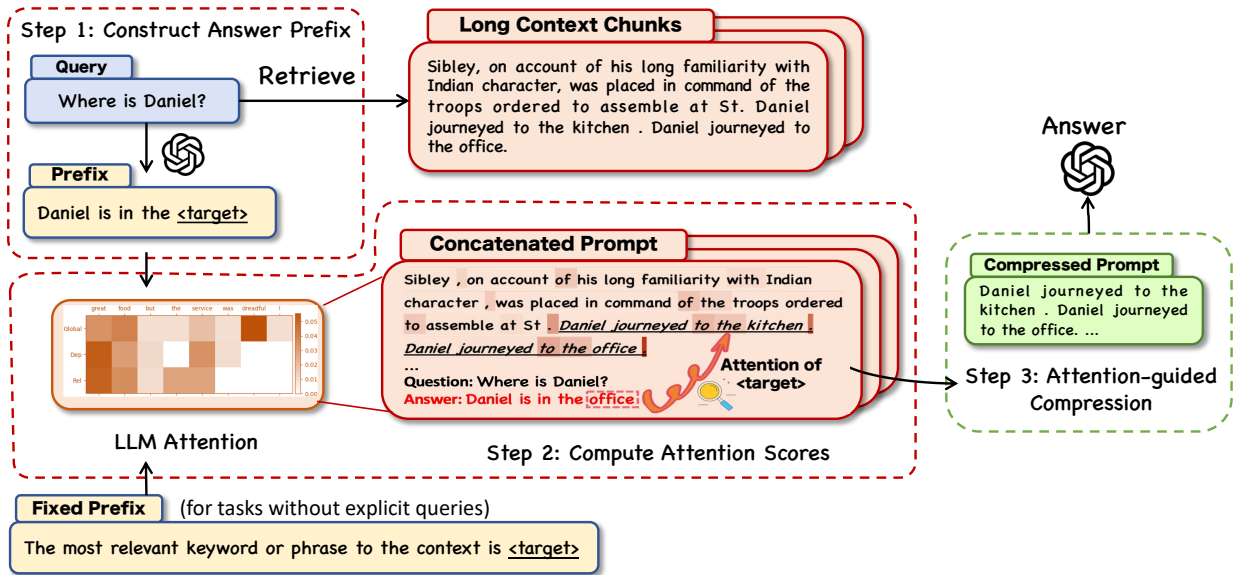 Step 1: Construct Answer Prefix
Query
Where is Daniel?
Retrieve
Prefix
Daniel is in the <target>
Long Context Chunks
Sibley, on account of his long familiarity with
Indian character, was placed in command of the
troops ordered to assemble at St. Daniel
journeyed to the kitchen . Daniel journeyed to
the office.
great food but the service was dreadful !
Global
Dep
Rel
0.05
0.04
0.03
0.02
0.01
0.00
LLM Attention
Concatenated Prompt
Sibley , on account of his long familiarity with Indian
character , was placed in command of the troops ordered
to assemble at St . Daniel journeyed to the kitchen .
Daniel journeyed to the office .
...
Question: Where is Daniel?
Answer: Daniel is in the office
Attention of
<target>
Step 2: Compute Attention Scores
Answer
Compressed Prompt
Daniel journeyed to the
kitchen . Daniel journeyed
to the office. ...
Step 3: Attention-guided
Compression
Fixed Prefix
(for tasks without explicit queries)
The most relevant keyword or phrase to the context is <target>